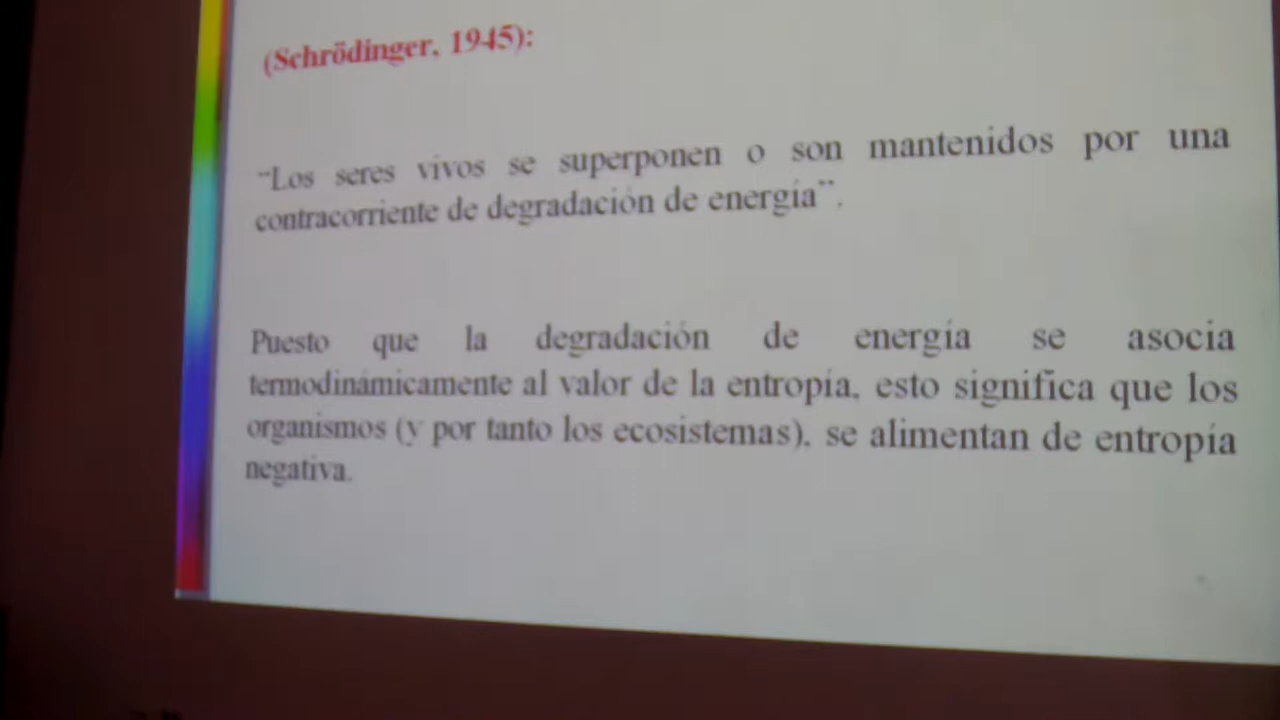 (Schrödinger, 1945):
"Los seres vivos se superponen o son mantenidos por una
contracorriente de degradación de energía".
Puesto que la degradación de energía se asocia
termodinámicamente al valor de la entropía, esto significa que los
organismos (y por tanto los ecosistemas), se alimentan de entropía
negativa.